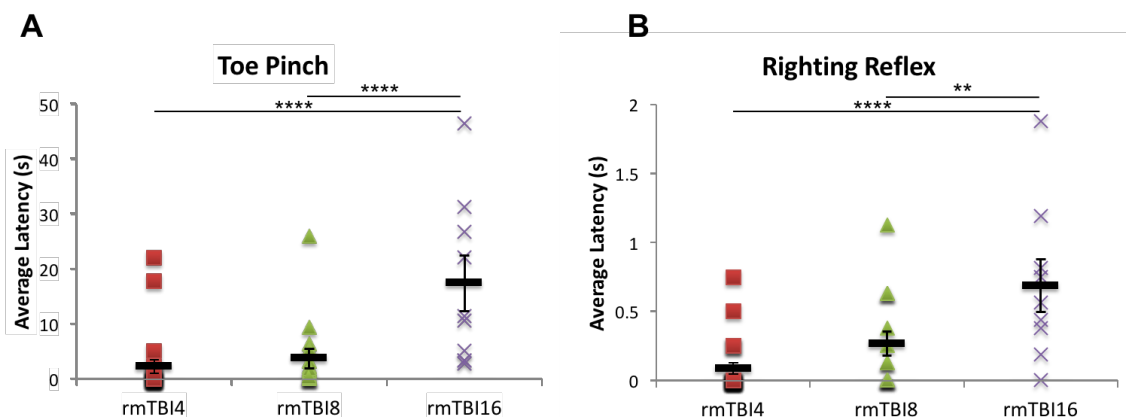 A
Toe Pinch
****
****
50
40
30
20
10
0
Average Latency (s)
rmTBI4
rmTBI8
rmTBI16
B
Righting Reflex
**
****
2
1.5
1
0.5
0
Average Latency (s)
rmTBI4
rmTBI8
rmTBI16